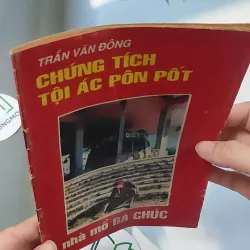 TRẦN VĂN ĐÔNG
CHỨNG TÍCH
TỘI ÁC PÔN PỐT
nhà mồ BA CHÚC